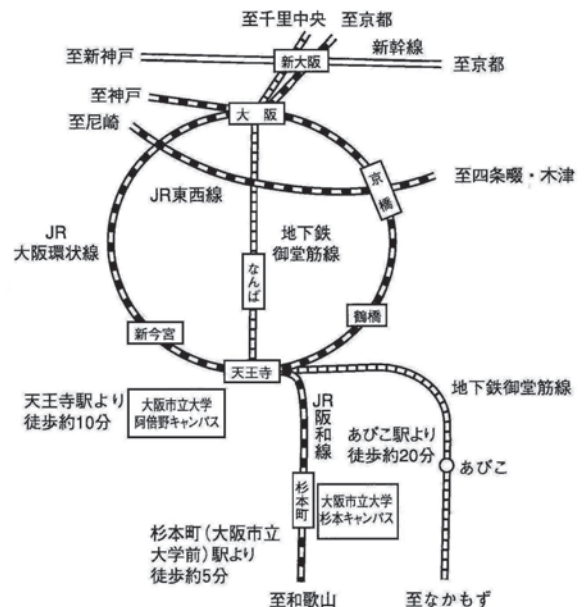 至千里中央
至京都
新幹線
至新神戸
新大阪
至京都
至神戸
大阪
至尼崎
京橋
至四条畷・木津
JR東西線
JR
大阪環状線
地下鉄
御堂筋線
なんば
鶴橋
新今宮
天王寺
地下鉄御堂筋線
天王寺駅より
徒歩約10分
大阪市立大学
阿倍野キャンパス
JR阪和線
あびこ駅より
徒歩約20分
あびこ
杉本町
大阪市立大学
杉本キャンパス
杉本町(大阪市立
大学前)駅より
徒歩約5分
至和歌山
至なかもず